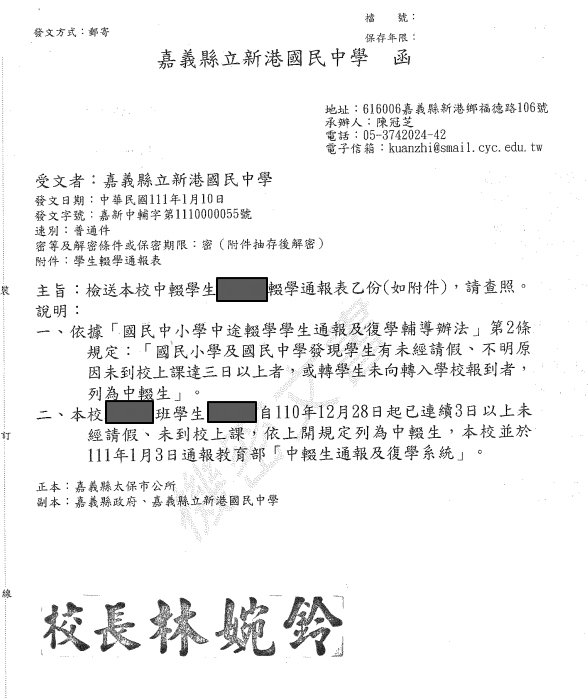 檔　　號：
保存年限：
發文方式：郵寄
嘉義縣立新港國民中學　函
地址：616006嘉義縣新港鄉福德路106號
承辦人：陳冠芝
電話：05-3742024-42
電子信箱：kuanzhi@smail.cyc.edu.tw
受文者：嘉義縣立新港國民中學
發文日期：中華民國111年1月10日
發文字號：嘉新中輔字第1110000055號
速別：普通件
密等及解密條件或保密期限：密（附件抽存後解密）
附件：學生輟學通報表
主旨：檢送本校中輟學生輟學通報表乙份(如附件)，請查照。
說明：
一、依據「國民中小學中途輟學學生通報及復學輔導辦法」第2條
規定：「國民小學及國民中學發現學生有未經請假、不明原
因未到校上課達三日以上者，或轉學生未向轉入學校報到者，
列為中輟生」。
二、本校班學生自110年12月28日起已連續3日以上未
經請假、未到校上課，依上開規定列為中輟生，本校並於
111年1月3日通報教育部「中輟生通報及復學系統」。
正本：嘉義縣太保市公所
副本：嘉義縣政府、嘉義縣立新港國民中學
裝
訂
線
機密文書
校長林婉鈴